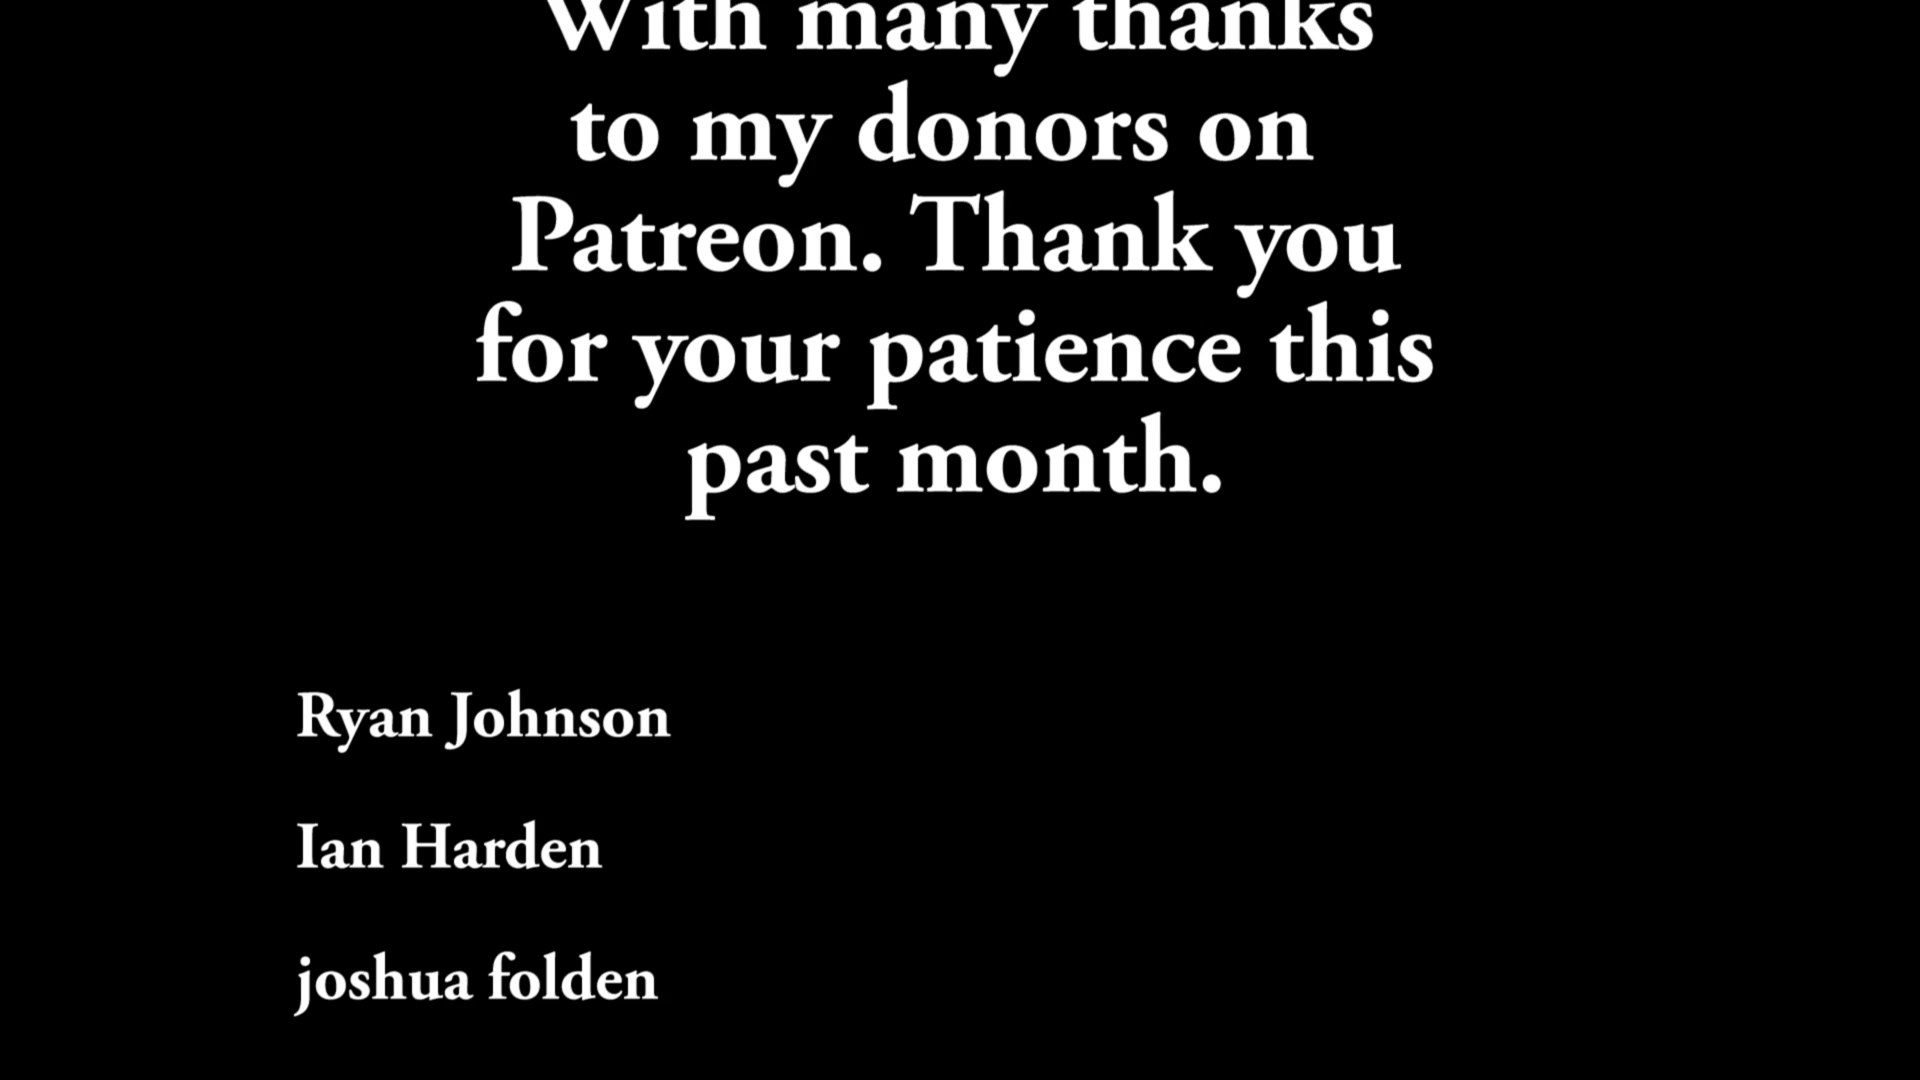 With many thanks
to my donors on
Patreon. Thank you
for your patience this
past month.
Ryan Johnson
Ian Harden
joshua folden